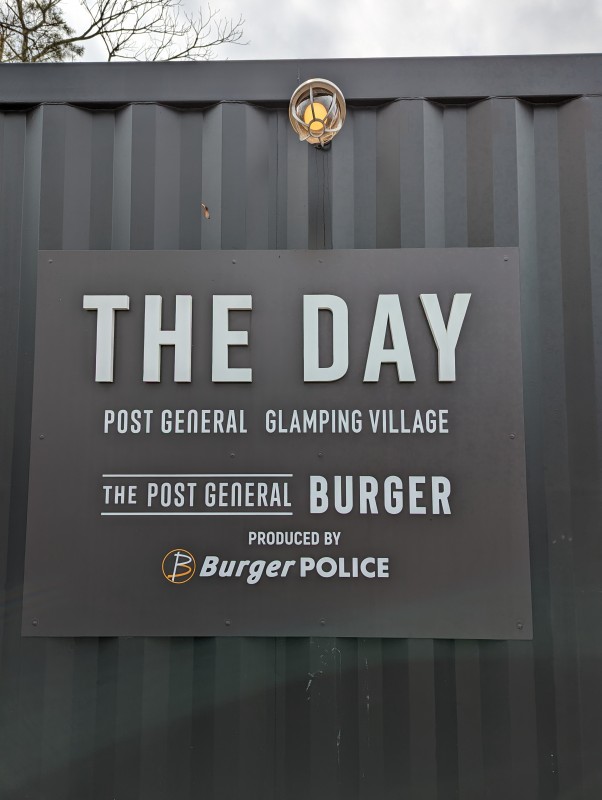 THE DAY
POST GENERAL GLAMPING VILLAGE
THE POST GENERAL BURGER
PRODUCED BY
B Burger POLICE